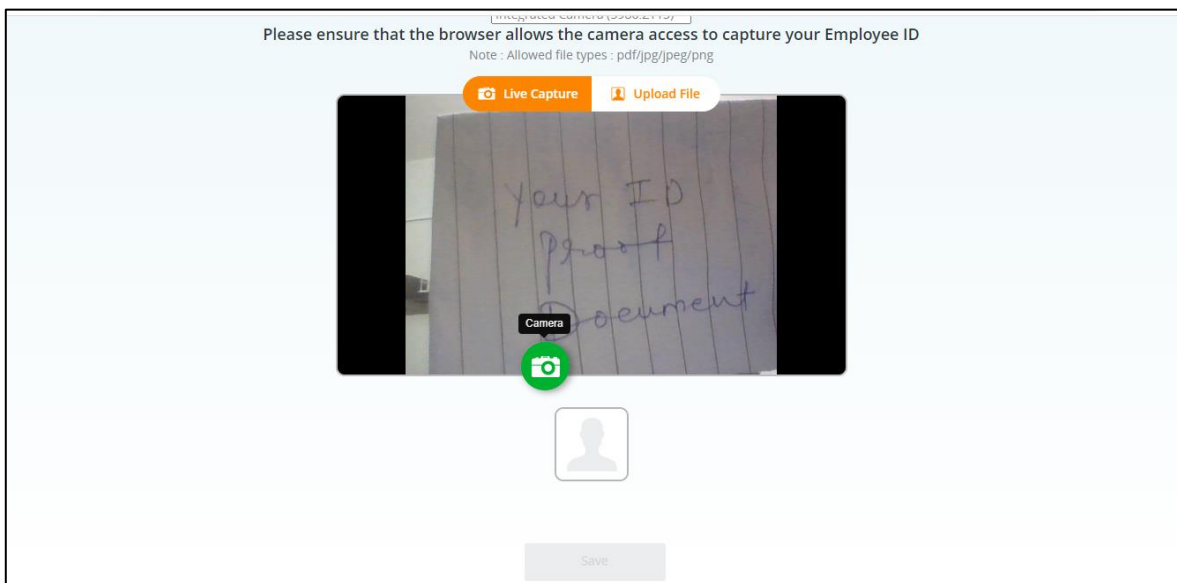 Please ensure that the browser allows the camera access to capture your Employee ID
Note : Allowed file types : pdf/jpg/jpeg/png
Live Capture
Upload File
Your ID
Proof
Document
Camera
Save